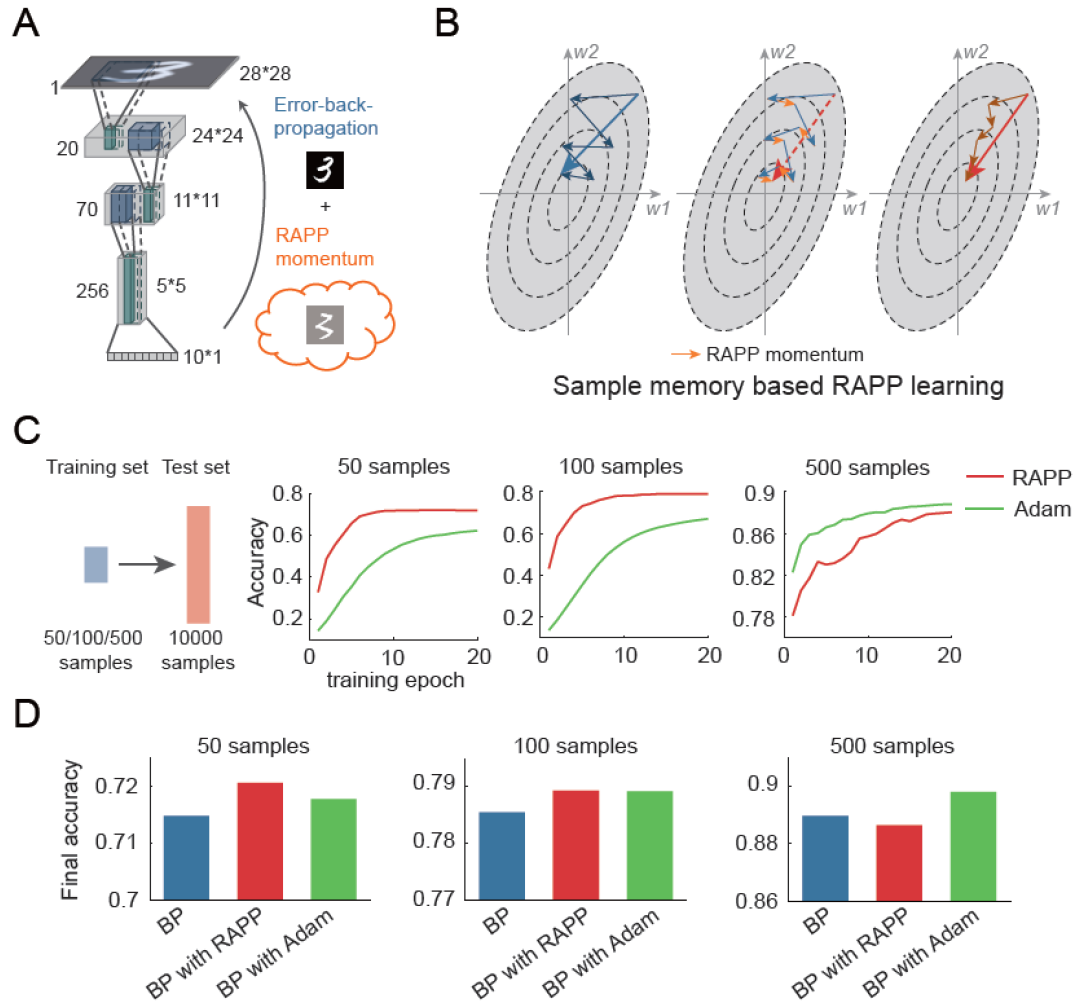 A
1
28*28
20
24*24
70
11*11
256
5*5
10*1
Error-back-
propagation
3
+
RAPP
momentum
3
B
w2
w1
w2
w1
w2
w1
RAPP momentum
Sample memory based RAPP learning
C
Training set
Test set
50/100/500
samples
10000
samples
50 samples
Accuracy
0.8
0.6
0.4
0.2
0
10
20
training epoch
100 samples
0.8
0.6
0.4
0.2
0
10
20
500 samples
0.9
0.86
0.82
0.78
0
10
20
RAPP
Adam
D
Final accuracy
50 samples
0.72
0.71
0.7
BP
BP with RAPP
BP with Adam
100 samples
0.79
0.78
0.77
BP
BP with RAPP
BP with Adam
500 samples
0.9
0.88
0.86
BP
BP with RAPP
BP with Adam